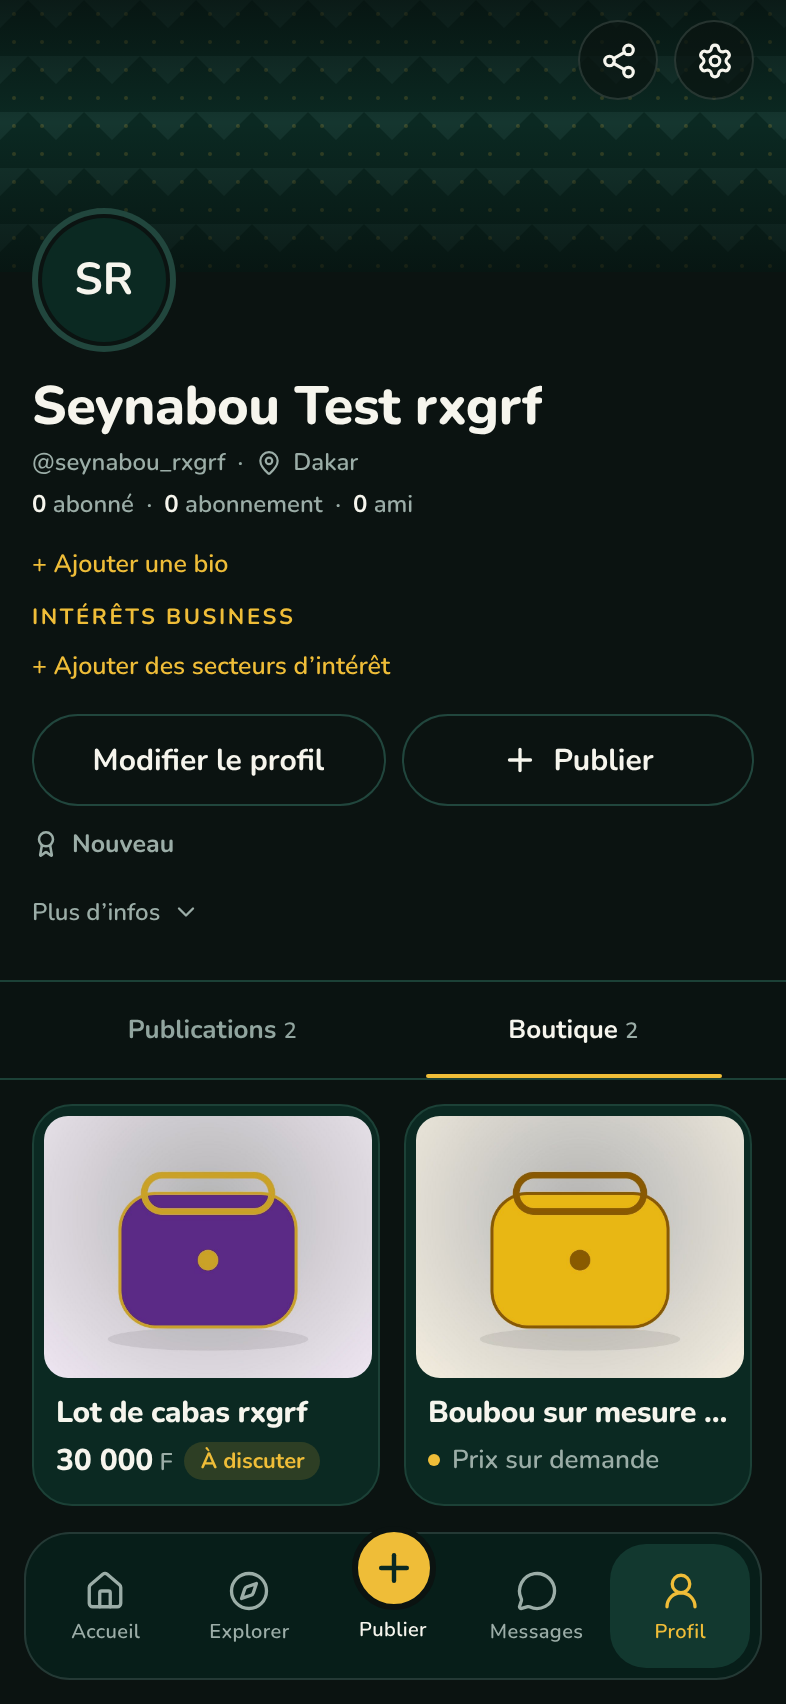 SR
Seynabou Test rxgrf
@seynabou_rxgrf · Dakar
0 abonné · 0 abonnement · 0 ami
+ Ajouter une bio
INTÉRÊTS BUSINESS
+ Ajouter des secteurs d’intérêt
Modifier le profil
+ Publier
Nouveau
Plus d’infos
Publications 2
Boutique 2
Lot de cabas rxgrf
30 000 F À discuter
Boubou sur mesure ...
Prix sur demande
Accueil
Explorer
Publier
Messages
Profil